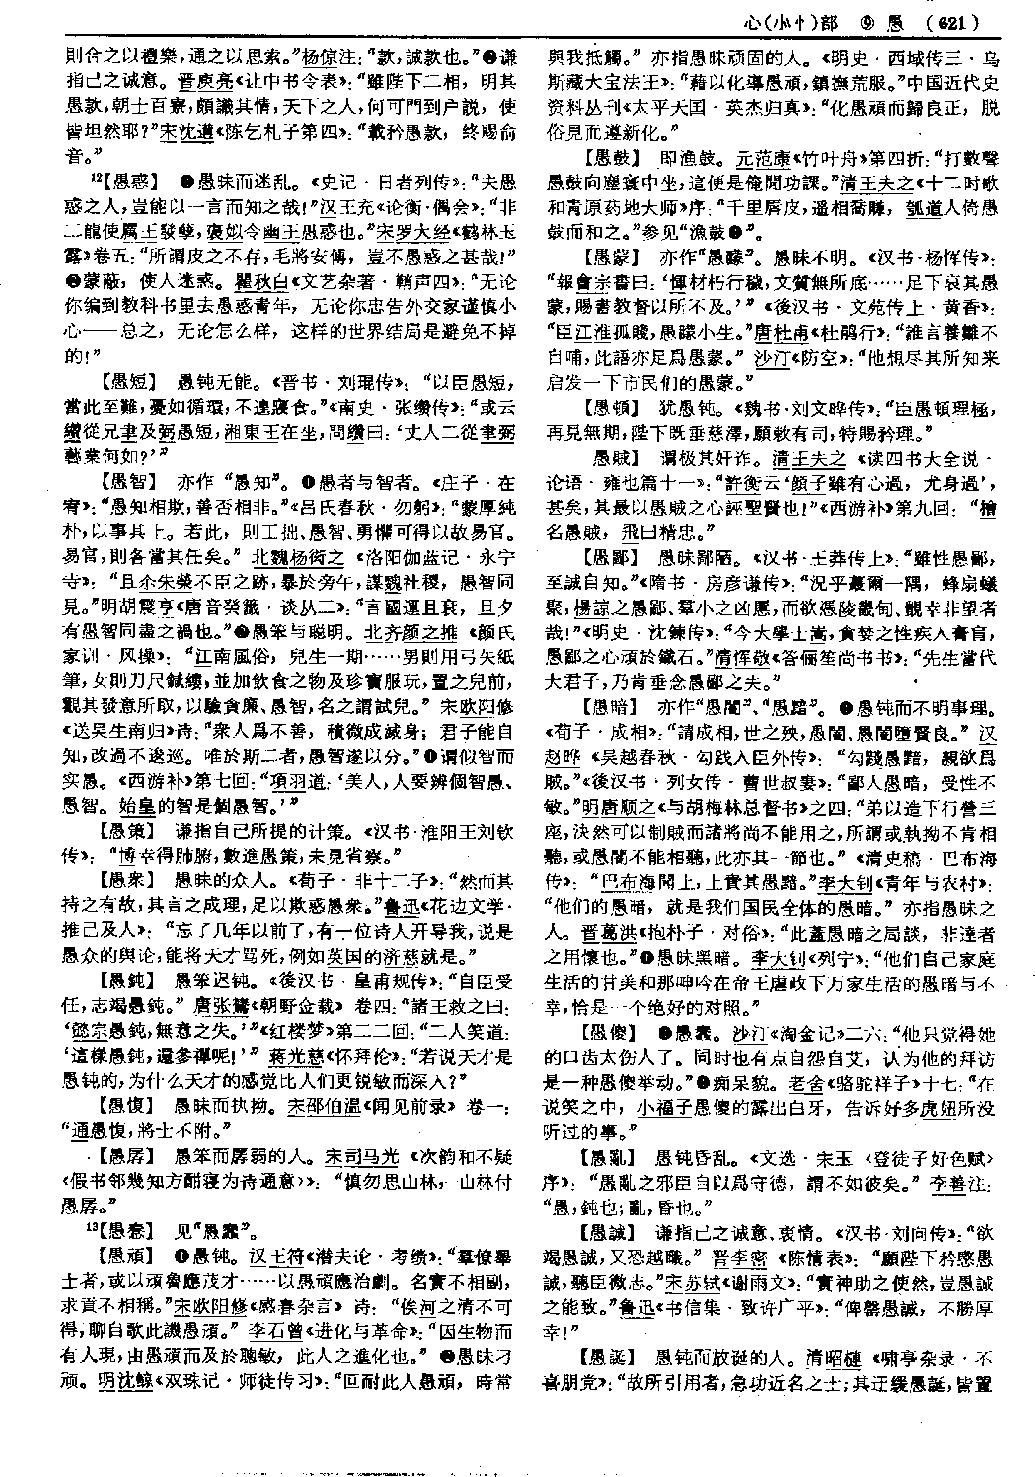 心(小忄)部 ⑨ 愚 (621)
則合之以禮樂，通之以思索。”杨倞注：“款，誠款也。”❷谦
指己之诚意。晋庾亮《让中书令表》：“雖陛下二相，明其
愚款，朝士百寮，頗識其情，天下之人，何可門到户説，使
皆坦然耶？”宋沈遘《陈乞札子第四》：“載矜愚款，終賜俞
音。”
¹²【愚惑】 ❶愚昧而迷乱。《史记·日者列传》：“夫愚
惑之人，豈能以一言而知之哉！”汉王充《论衡·偶会》：“非
二龍使厲王發孽，褒姒令幽王愚惑也。”宋罗大经《鹤林玉
露》卷五：“所謂皮之不存，毛將安傅，豈不愚惑之甚哉！”
❷蒙蔽；使人迷惑。瞿秋白《文艺杂著·鞘声四》：“无论
你编到教科书里去愚惑青年，无论你忠告外交家谨慎小
心——总之，无论怎么样，这样的世界结局是避免不掉
的！”
【愚短】 愚钝无能。《晋书·刘琨传》：“以臣愚短，
當此至難，憂如循環，不遑寢食。”《南史·张缵传》：“或云
纘從兄聿及弼愚短，湘東王在坐，問纘曰：‘丈人二從聿弼
藝業何如？’”
【愚智】 亦作“愚知”。❶愚者与智者。《庄子·在
宥》：“愚知相欺，善否相非。”《吕氏春秋·勿躬》：“蒙厚純
朴，以事其上。若此，則工拙、愚智、勇懼可得以故易官。
易官，則各當其任矣。”北魏杨衒之《洛阳伽蓝记·永宁
寺》：“且尒朱榮不臣之跡，暴於旁午，謀魏社稷，愚智同
見。”明胡震亨《唐音癸籤·谈丛二》：“言國運且衰，且夕
有愚智同盡之禍也。”❷愚笨与聪明。北齐颜之推《颜氏
家训·风操》：“江南風俗，兒生一期……男則用弓矢紙
筆，女則刀尺鍼縷，並加飲食之物及珍寶服玩，置之兒前，
觀其發意所取，以驗貪廉、愚智，名之謂試兒。”宋欧阳修
《送吴生南归》诗：“衆人爲不善，積微成滅身；君子能自
知，改過不逡巡。唯於斯二者，愚智遂以分。”❸谓似智而
实愚。《西游补》第七回：“項羽道：‘美人，人要辨個智愚、
愚智。始皇的智是個愚智。’”
【愚策】 谦指自己所提的计策。《汉书·淮阳王刘钦
传》：“博幸得肺腑，數進愚策，未見省察。”
【愚衆】 愚昧的众人。《荀子·非十二子》：“然而其
持之有故，其言之成理，足以欺惑愚衆。”鲁迅《花边文学·
推己及人》：“忘了几年以前了，有一位诗人开导我，说是
愚众的舆论，能将天才骂死，例如英国的济慈就是。”
【愚鈍】 愚笨迟钝。《後汉书·皇甫规传》：“自臣受
任，志竭愚鈍。”唐张鷟《朝野佥载》卷四：“諸王敕之曰：
‘懿宗愚鈍，無意之失。’”《红楼梦》第二二回：“二人笑道：
‘這樣愚鈍，還參禪呢！’”蒋光慈《怀拜伦》：“若说天才是
愚钝的，为什么天才的感觉比人们更锐敏而深入？”
【愚愎】 愚昧而执拗。宋邵伯温《闻见前录》卷一：
“通愚愎，將士不附。”
【愚孱】 愚笨而孱弱的人。宋司马光《次韵和不疑
〈假书邻幾知方酣寝为诗通意〉》：“慎勿思山林，山林付
愚孱。”
¹³【愚惷】 见“愚蠢”。
【愚頑】 ❶愚钝。汉王符《潜夫论·考绩》：“羣僚舉
士者，或以頑魯應茂才……以愚頑應治劇。名實不相副，
求貢不相稱。”宋欧阳修《感春杂言》诗：“俟河之清不可
得，聊自歌此譏愚頑。”李石曾《进化与革命》：“因生物而
有人現，由愚頑而及於聰敏，此人之進化也。”❷愚昧刁
顽。明沈鲸《双珠记·师徒传习》：“叵耐此人愚頑，時常
與我抵觸。”亦指愚昧顽固的人。《明史·西域传三·乌
斯藏大宝法王》：“藉以化導愚頑，鎮撫荒服。”中国近代史
资料丛刊《太平天国·英杰归真》：“化愚頑而歸良正，脱
俗見而遵新化。”
【愚鼓】 即渔鼓。元范康《竹叶舟》第四折：“打數聲
愚鼓向塵寰中坐，這便是俺閒功課。”清王夫之《十二时歌
和青原药地大师》序：“千里唇皮，遥相喬賺，瓠道人倚愚
鼓而和之。”参见“漁鼓❶”。
【愚蒙】 亦作“愚矇”。愚昧不明。《汉书·杨恽传》：
“報會宗書曰：‘惲材朽行穢，文質無所底……足下哀其愚
蒙，賜書教督以所不及。’”《後汉书·文苑传上·黄香》：
“臣江淮孤賤，愚矇小生。”唐杜甫《杜鹃行》：“誰言養雛不
自哺，此語亦足爲愚蒙。”沙汀《防空》：“他想尽其所知来
启发一下市民们的愚蒙。”
【愚頓】 犹愚钝。《魏书·刘文晔传》：“臣愚頓理極，
再見無期，陛下既垂慈澤，願敕有司，特賜矜理。”
愚賊】 谓极其奸诈。清王夫之《读四书大全说·
论语·雍也篇十一》：“許衡云‘顏子雖有心過，尤身過’，
甚矣，其最以愚賊之心誣聖賢也！”《西游补》第九回：“檜
名愚賊，飛曰精忠。”
【愚鄙】 愚昧鄙陋。《汉书·王莽传上》：“雖性愚鄙，
至誠自知。”《隋书·房彦谦传》：“況乎蕞爾一隅，蜂扇蟻
聚，楊諒之愚鄙、羣小之凶慝，而欲憑陵畿甸、覬幸非望者
哉！”《明史·沈鍊传》：“今大學士嵩，貪婪之性疾入膏肓，
愚鄙之心頑於鐵石。”清恽敬《答俪笙尚书书》：“先生當代
大君子，乃肯垂念愚鄙之夫。”
【愚暗】 亦作“愚闇”、“愚黯”。❶愚钝而不明事理。
《荀子·成相》：“請成相，世之殃，愚闇、愚闇墮賢良。”汉
赵晔《吴越春秋·勾践入臣外传》：“勾踐愚黯，親欲爲
賊。”《後汉书·列女传·曹世叔妻》：“鄙人愚暗，受性不
敏。”明唐顺之《与胡梅林总督书》之四：“弟以造下行營三
座，決然可以制賊而諸將尚不能用之，所謂或執拗不肯相
聽，或愚闇不能相聽，此亦其一節也。”《清史稿·巴布海
传》：“巴布海聞上，上責其愚黯。”李大钊《青年与农村》：
“他们的愚暗，就是我们国民全体的愚暗。”亦指愚昧之
人。晋葛洪《抱朴子·对俗》：“此蓋愚暗之局談，非達者
之用懷也。”❷愚昧黑暗。李大钊《列宁》：“他们自己家庭
生活的甘美和那呻吟在帝王虐政下万家生活的愚暗与不
幸，恰是一个绝好的对照。”
【愚傻】 ❶愚蠢。沙汀《淘金记》二六：“他只觉得她
的口齿太伤人了。同时也有点自怨自艾，认为他的拜访
是一种愚傻举动。”❷痴呆貌。老舍《骆驼祥子》十七：“在
说笑之中，小福子愚傻的露出白牙，告诉好多虎妞所没
听过的事。”
【愚亂】 愚钝昏乱。《文选·宋玉〈登徒子好色赋〉
序》：“愚亂之邪臣自以爲守德，謂不如彼矣。”李善注：
“愚，鈍也；亂，昏也。”
【愚誠】 谦指己之诚意、衷情。《汉书·刘向传》：“欲
竭愚誠，又恐越職。”晋李密《陈情表》：“願陛下矜愍愚
誠，聽臣微志。”宋苏轼《谢雨文》：“實神助之使然，豈愚誠
之能致。”鲁迅《书信集·致许广平》：“俾罄愚誠，不勝厚
幸！”
【愚誕】 愚钝而放诞的人。清昭槤《啸亭杂录·不
喜朋党》：“故所引用者，急功近名之士；其迂緩愚誕，皆置